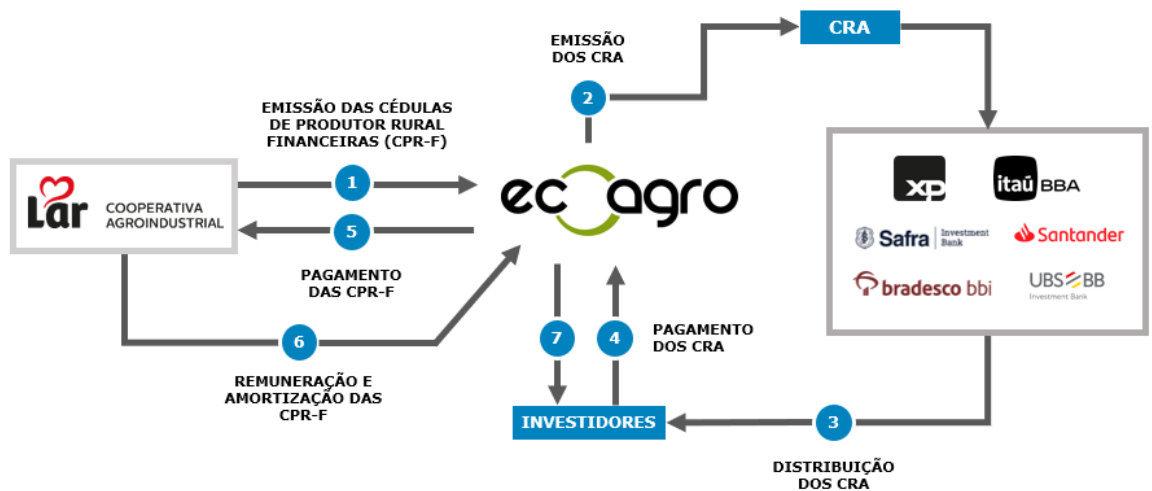 EMISSÃO
DOS CRA
CRA
2
EMISSÃO DAS CÉDULAS
DE PRODUTOR RURAL
FINANCEIRAS (CPR-F)
1
Lar
COOPERATIVA
AGROINDUSTRIAL
ecoagro
xp
itaú BBA
Safra
Investment
Bank
Santander
bradesco bbi
UBS BB
Investment Bank
5
PAGAMENTO
DAS CPR-F
6
REMUNERAÇÃO E
AMORTIZAÇÃO DAS
CPR-F
7
4
PAGAMENTO
DOS CRA
INVESTIDORES
3
DISTRIBUIÇÃO
DOS CRA